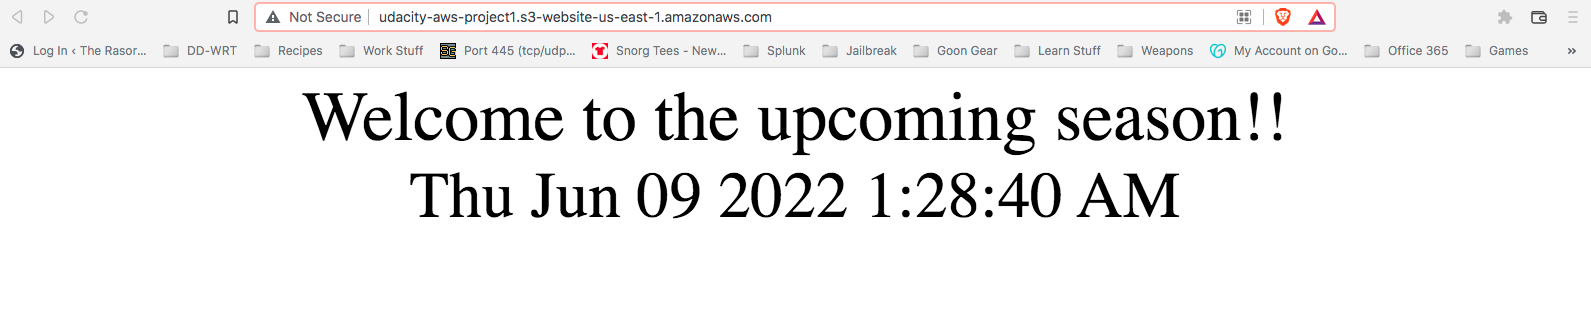 Not Secure udacity-aws-project1.s3-website-us-east-1.amazonaws.com
Log In ‹ The Rasor... DD-WRT Recipes Work Stuff Port 445 (tcp/udp... Snorg Tees - New... Splunk Jailbreak Goon Gear Learn Stuff Weapons My Account on Go... Office 365 Games »
Welcome to the upcoming season!!
Thu Jun 09 2022 1:28:40 AM